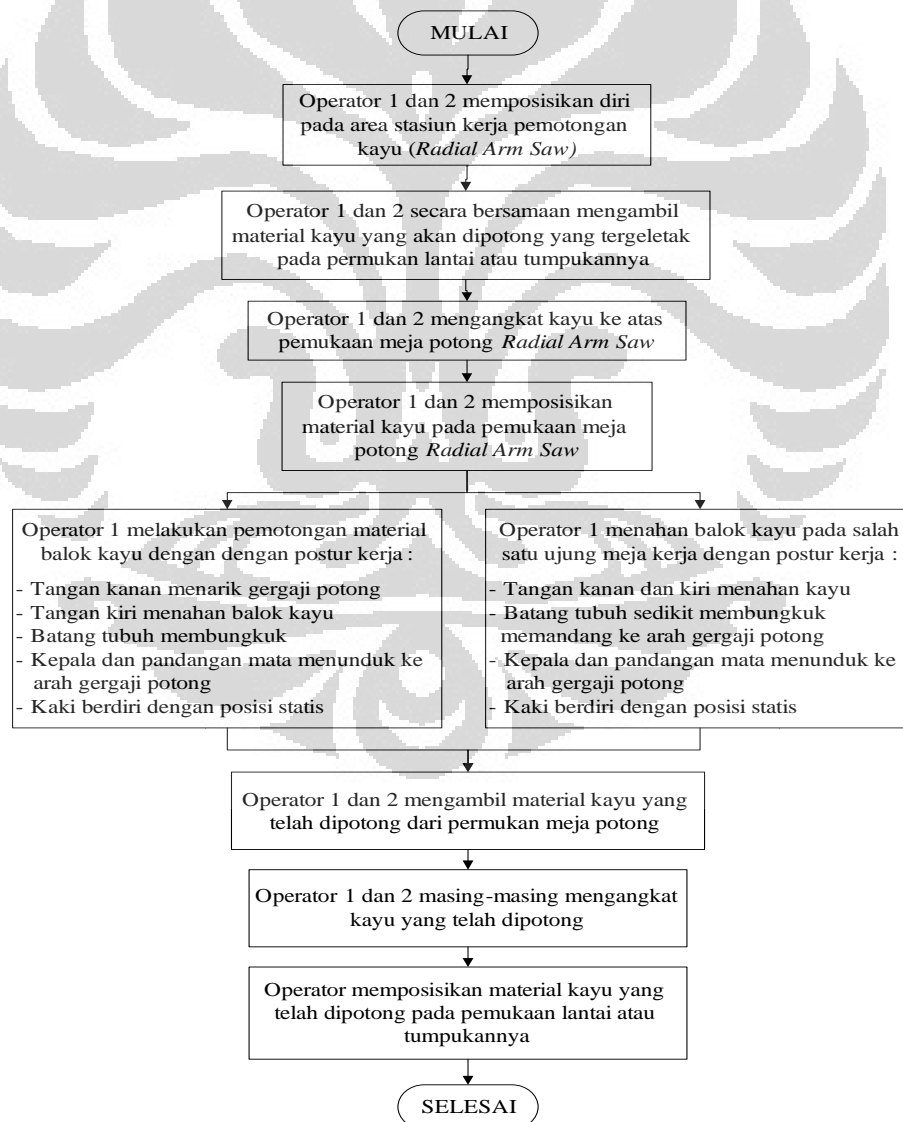 MULAI
Operator 1 dan 2 memposisikan diri
pada area stasiun kerja pemotongan
kayu (Radial Arm Saw)
Operator 1 dan 2 secara bersamaan mengambil
material kayu yang akan dipotong yang tergeletak
pada permukan lantai atau tumpukannya
Operator 1 dan 2 mengangkat kayu ke atas
pemukaan meja potong Radial Arm Saw
Operator 1 dan 2 memposisikan
material kayu pada pemukaan meja
potong Radial Arm Saw
Operator 1 melakukan pemotongan material
balok kayu dengan dengan postur kerja :
- Tangan kanan menarik gergaji potong
- Tangan kiri menahan balok kayu
- Batang tubuh membungkuk
- Kepala dan pandangan mata menunduk ke
arah gergaji potong
- Kaki berdiri dengan posisi statis
Operator 1 menahan balok kayu pada salah
satu ujung meja kerja dengan postur kerja :
- Tangan kanan dan kiri menahan kayu
- Batang tubuh sedikit membungkuk
memandang ke arah gergaji potong
- Kepala dan pandangan mata menunduk ke
arah gergaji potong
- Kaki berdiri dengan posisi statis
Operator 1 dan 2 mengambil material kayu yang
telah dipotong dari permukan meja potong
Operator 1 dan 2 masing-masing mengangkat
kayu yang telah dipotong
Operator memposisikan material kayu yang
telah dipotong pada pemukaan lantai atau
tumpukannya
SELESAI